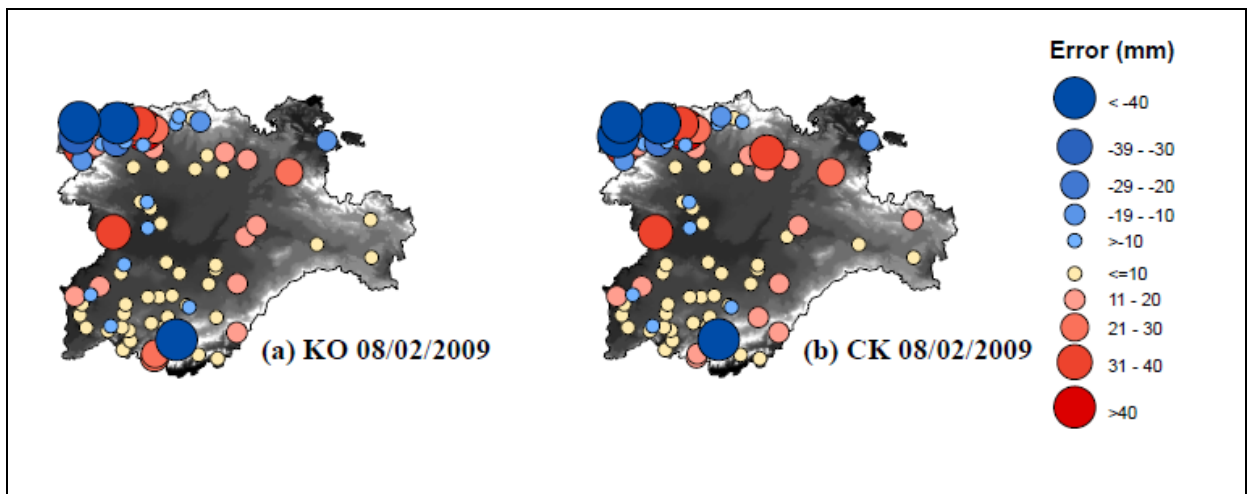 Error (mm)
< -40
-39 - -30
-29 - -20
-19 - -10
>-10
<=10
11 - 20
21 - 30
31 - 40
>40
(a) KO 08/02/2009
(b) CK 08/02/2009